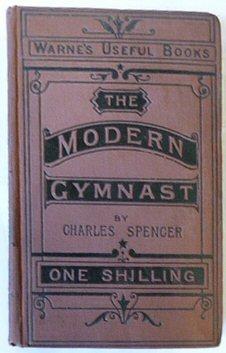 WARNE'S USEFUL BOOKS
THE
MODERN
GYMNAST
BY
CHARLES SPENCER
ONE SHILLING